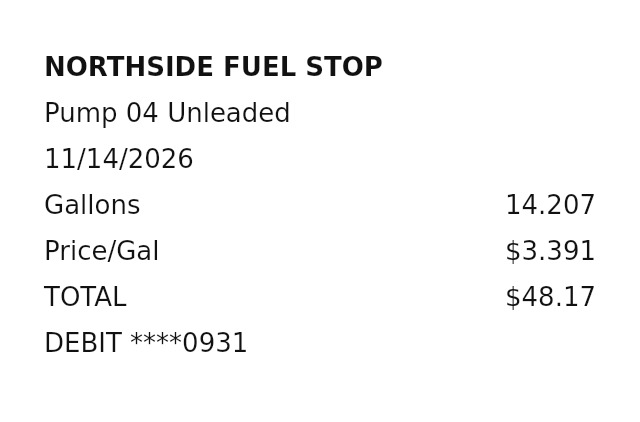 NORTHSIDE FUEL STOP
Pump 04 Unleaded
11/14/2026
Gallons 14.207
Price/Gal $3.391
TOTAL $48.17
DEBIT ****0931